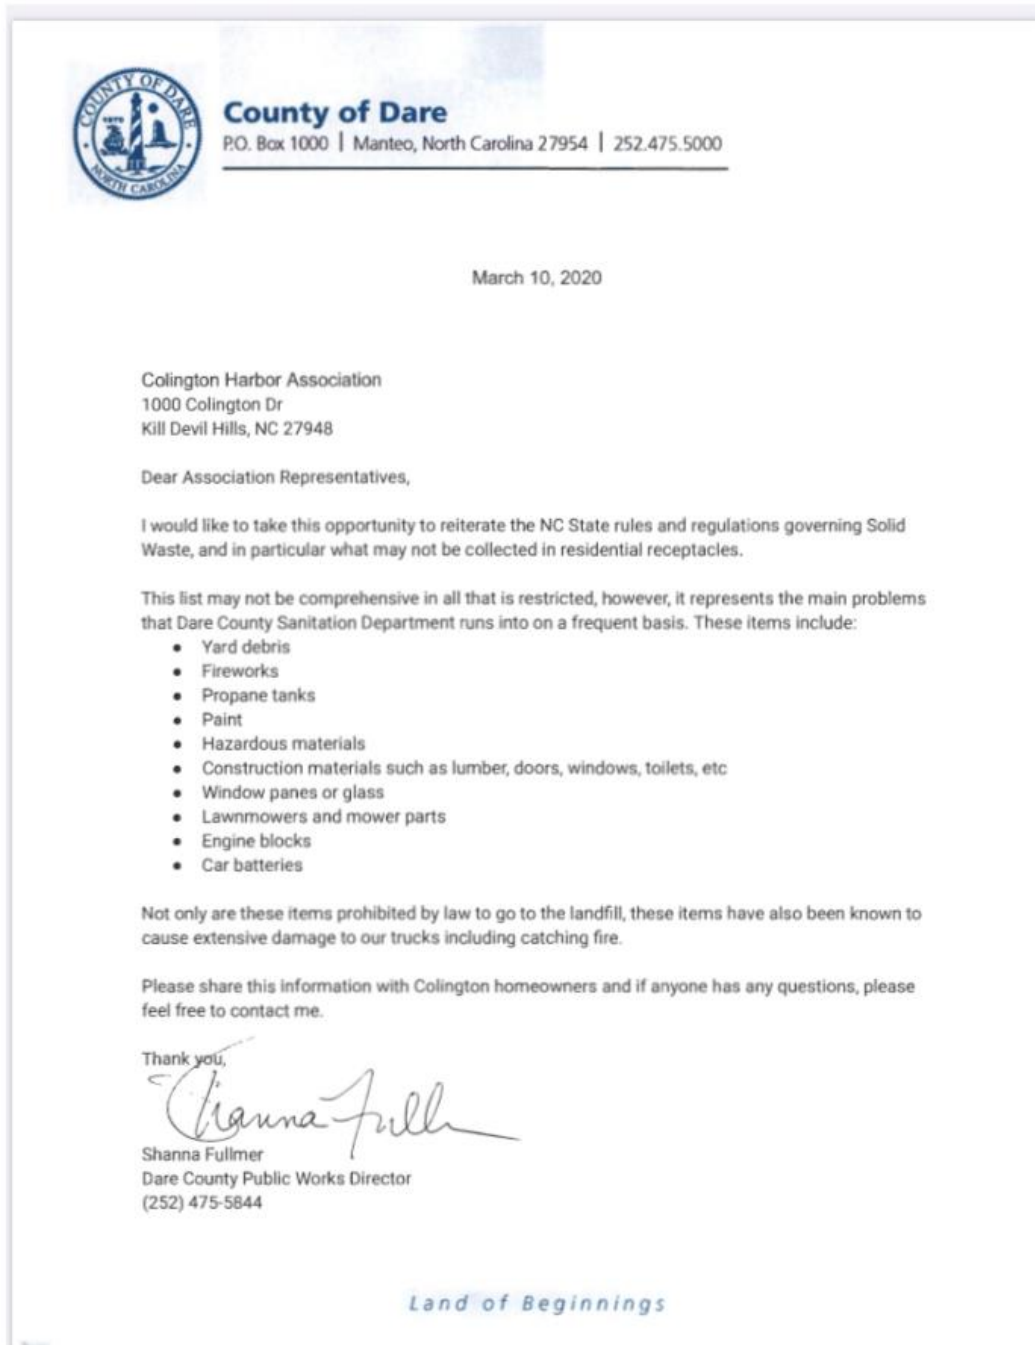 COUNTY OF DARE
1870
NORTH CAROLINA
County of Dare
P.O. Box 1000 | Manteo, North Carolina 27954 | 252.475.5000
March 10, 2020
Colington Harbor Association
1000 Colington Dr
Kill Devil Hills, NC 27948
Dear Association Representatives,
I would like to take this opportunity to reiterate the NC State rules and regulations governing Solid
Waste, and in particular what may not be collected in residential receptacles.
This list may not be comprehensive in all that is restricted, however, it represents the main problems
that Dare County Sanitation Department runs into on a frequent basis. These items include:
• Yard debris
• Fireworks
• Propane tanks
• Paint
• Hazardous materials
• Construction materials such as lumber, doors, windows, toilets, etc
• Window panes or glass
• Lawnmowers and mower parts
• Engine blocks
• Car batteries
Not only are these items prohibited by law to go to the landfill, these items have also been known to
cause extensive damage to our trucks including catching fire.
Please share this information with Colington homeowners and if anyone has any questions, please
feel free to contact me.
Thank you,
Shanna Fullmer
Dare County Public Works Director
(252) 475-5844
Land of Beginnings